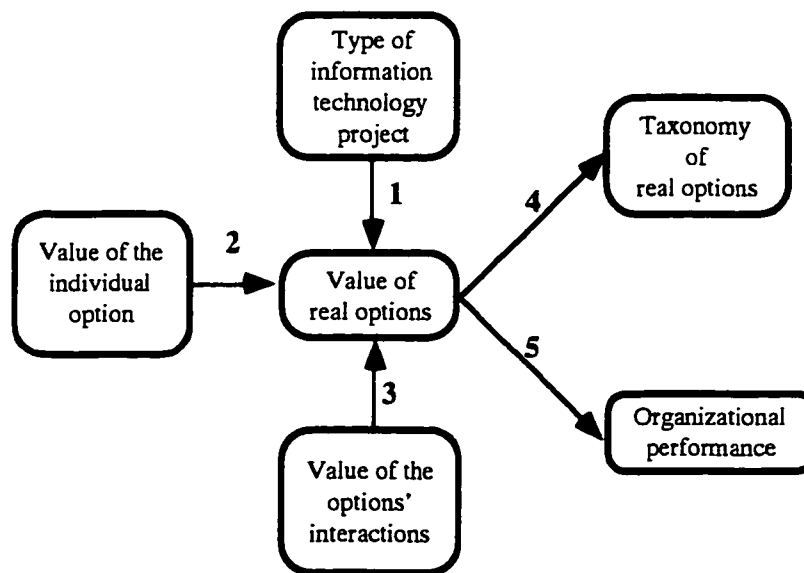 Type of
information
technology
project
Taxonomy
of
real options
1
4
2
Value of the
individual
option
Value of
real options
5
3
Organizational
performance
Value of the
options'
interactions